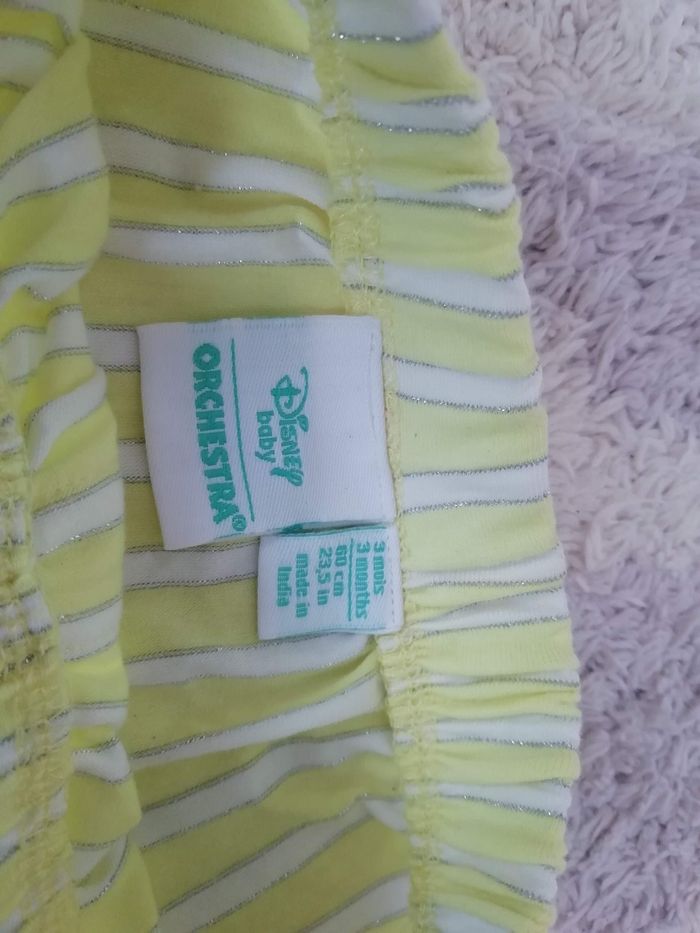 Disney
baby
ORCHESTRA®
3 mois
3 months
60 cm
23,5 in
made in
India